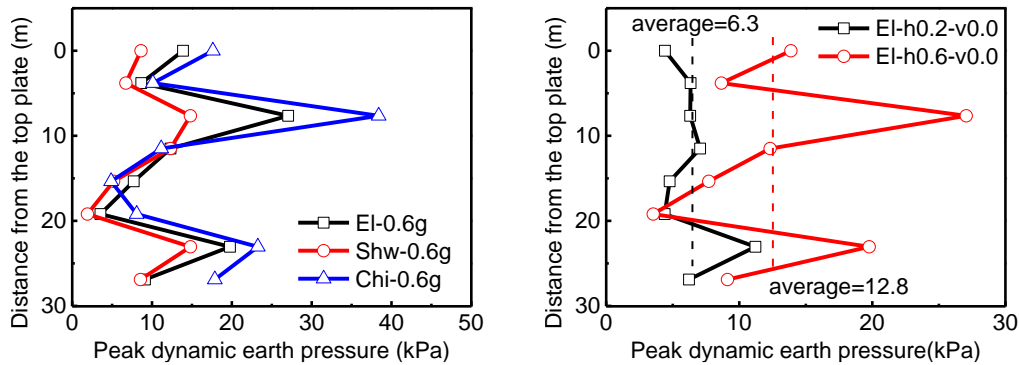 Distance from the top plate (m)
0
10
20
30
0
10
20
30
40
50
Peak dynamic earth pressure (kPa)
El-0.6g
Shw-0.6g
Chi-0.6g
Distance from the top plate (m)
0
10
20
30
0
10
20
30
Peak dynamic earth pressure(kPa)
average=6.3
El-h0.2-v0.0
El-h0.6-v0.0
average=12.8